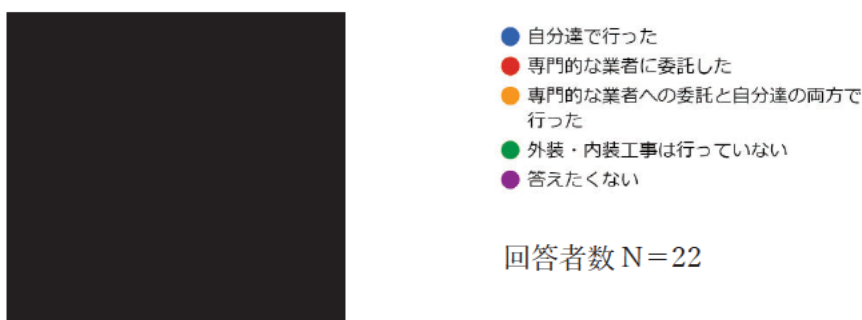 自分達で行った
専門的な業者に委託した
専門的な業者への委託と自分達の両方で
行った
外装・内装工事は行っていない
答えたくない
回答者数 N＝22